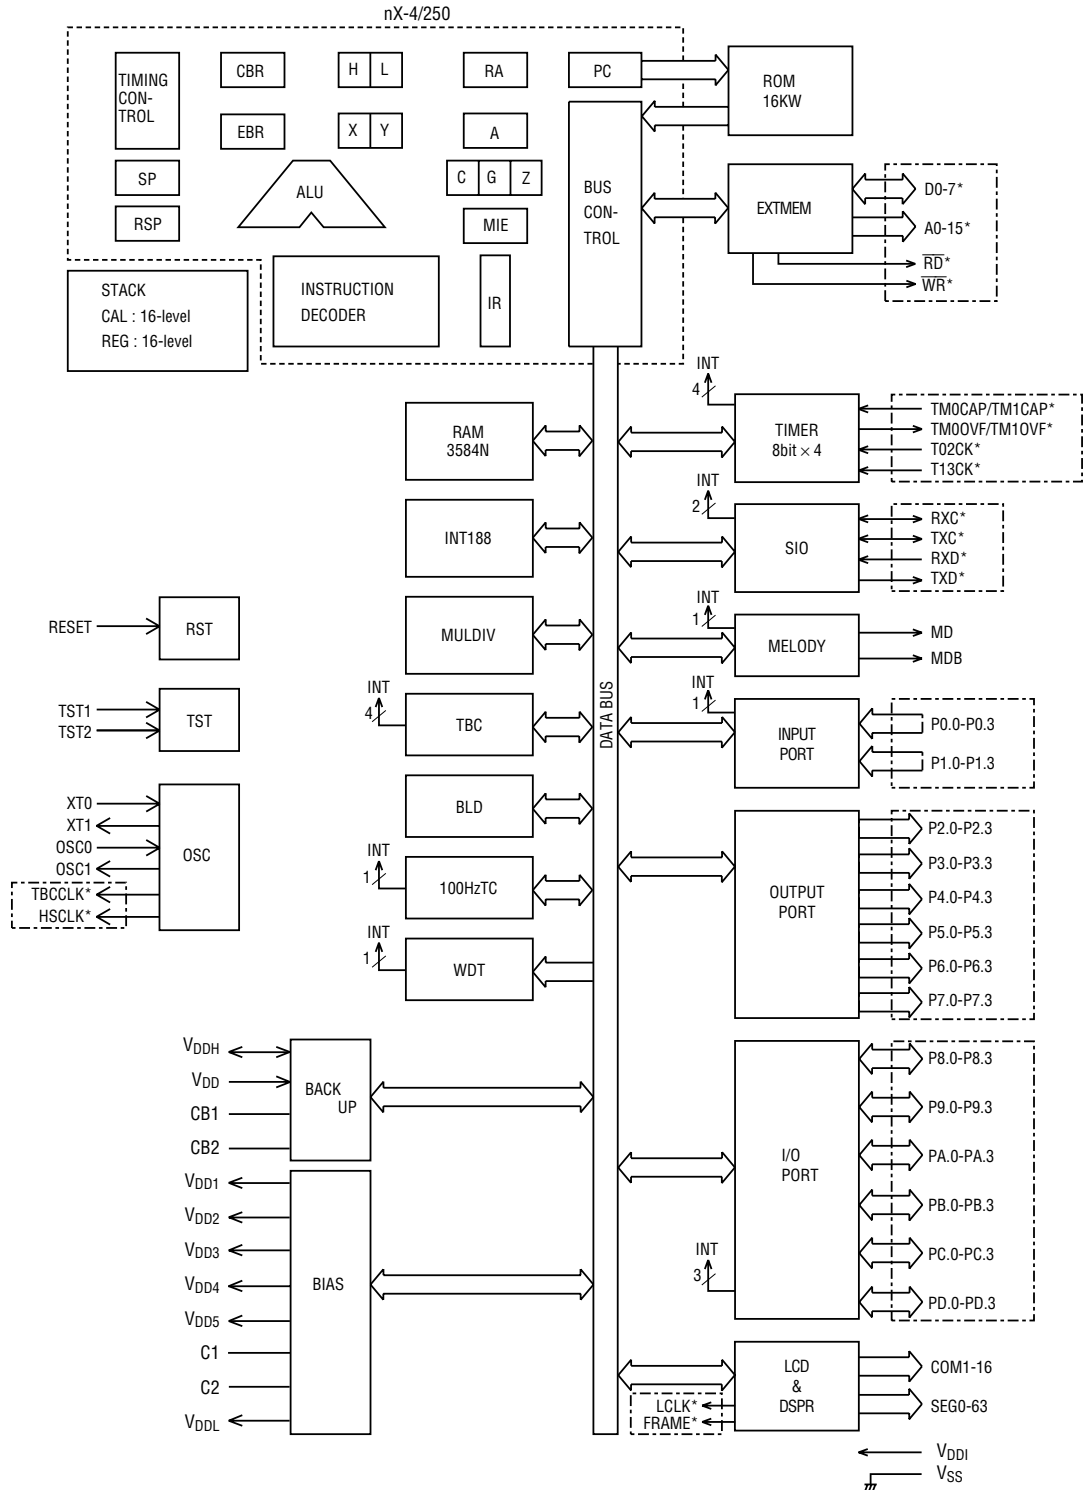 nX-4/250
TIMING
CON-
TROL
CBR
H L
RA
PC
ROM
16KW
EBR
X Y
A
SP
ALU
C G Z
BUS
CON-
TROL
EXTMEM
D0-7*
A0-15*
RD*
WR*
RSP
MIE
STACK
CAL : 16-level
REG : 16-level
INSTRUCTION
DECODER
IR
INT
4
RAM
3584N
TIMER
8bit × 4
TM0CAP/TM1CAP*
TM0OVF/TM1OVF*
T02CK*
T13CK*
INT
2
INT188
SIO
RXC*
TXC*
RXD*
TXD*
RESET
RST
MULDIV
INT
1
MELODY
MD
MDB
TST1
TST2
TST
INT
4
TBC
DATA BUS
INT
1
INPUT
PORT
P0.0-P0.3
P1.0-P1.3
XT0
XT1
OSC0
OSC1
TBCCLK*
HSCLK*
OSC
BLD
INT
1
100HzTC
OUTPUT
PORT
P2.0-P2.3
P3.0-P3.3
P4.0-P4.3
P5.0-P5.3
P6.0-P6.3
P7.0-P7.3
INT
1
WDT
VDDH
VDD
CB1
CB2
BACK
UP
I/O
PORT
INT
3
P8.0-P8.3
P9.0-P9.3
PA.0-PA.3
PB.0-PB.3
PC.0-PC.3
PD.0-PD.3
VDD1
VDD2
VDD3
VDD4
VDD5
C1
C2
VDDL
BIAS
LCD
&
DSPR
LCLK*
FRAME*
COM1-16
SEG0-63
VDDI
VSS